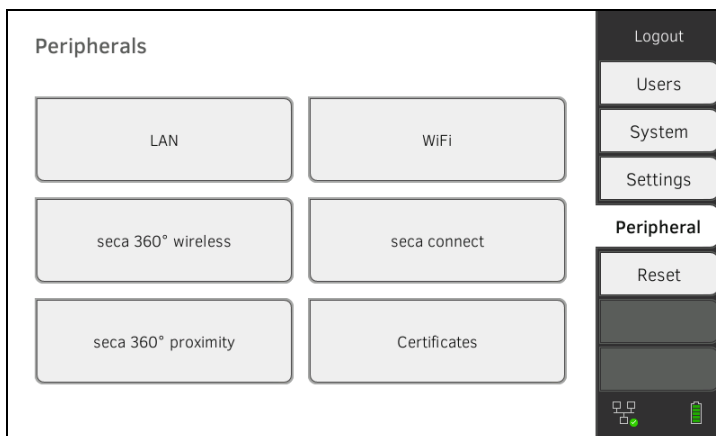 Peripherals
LAN
WiFi
seca 360° wireless
seca connect
seca 360° proximity
Certificates
Logout
Users
System
Settings
Peripheral
Reset